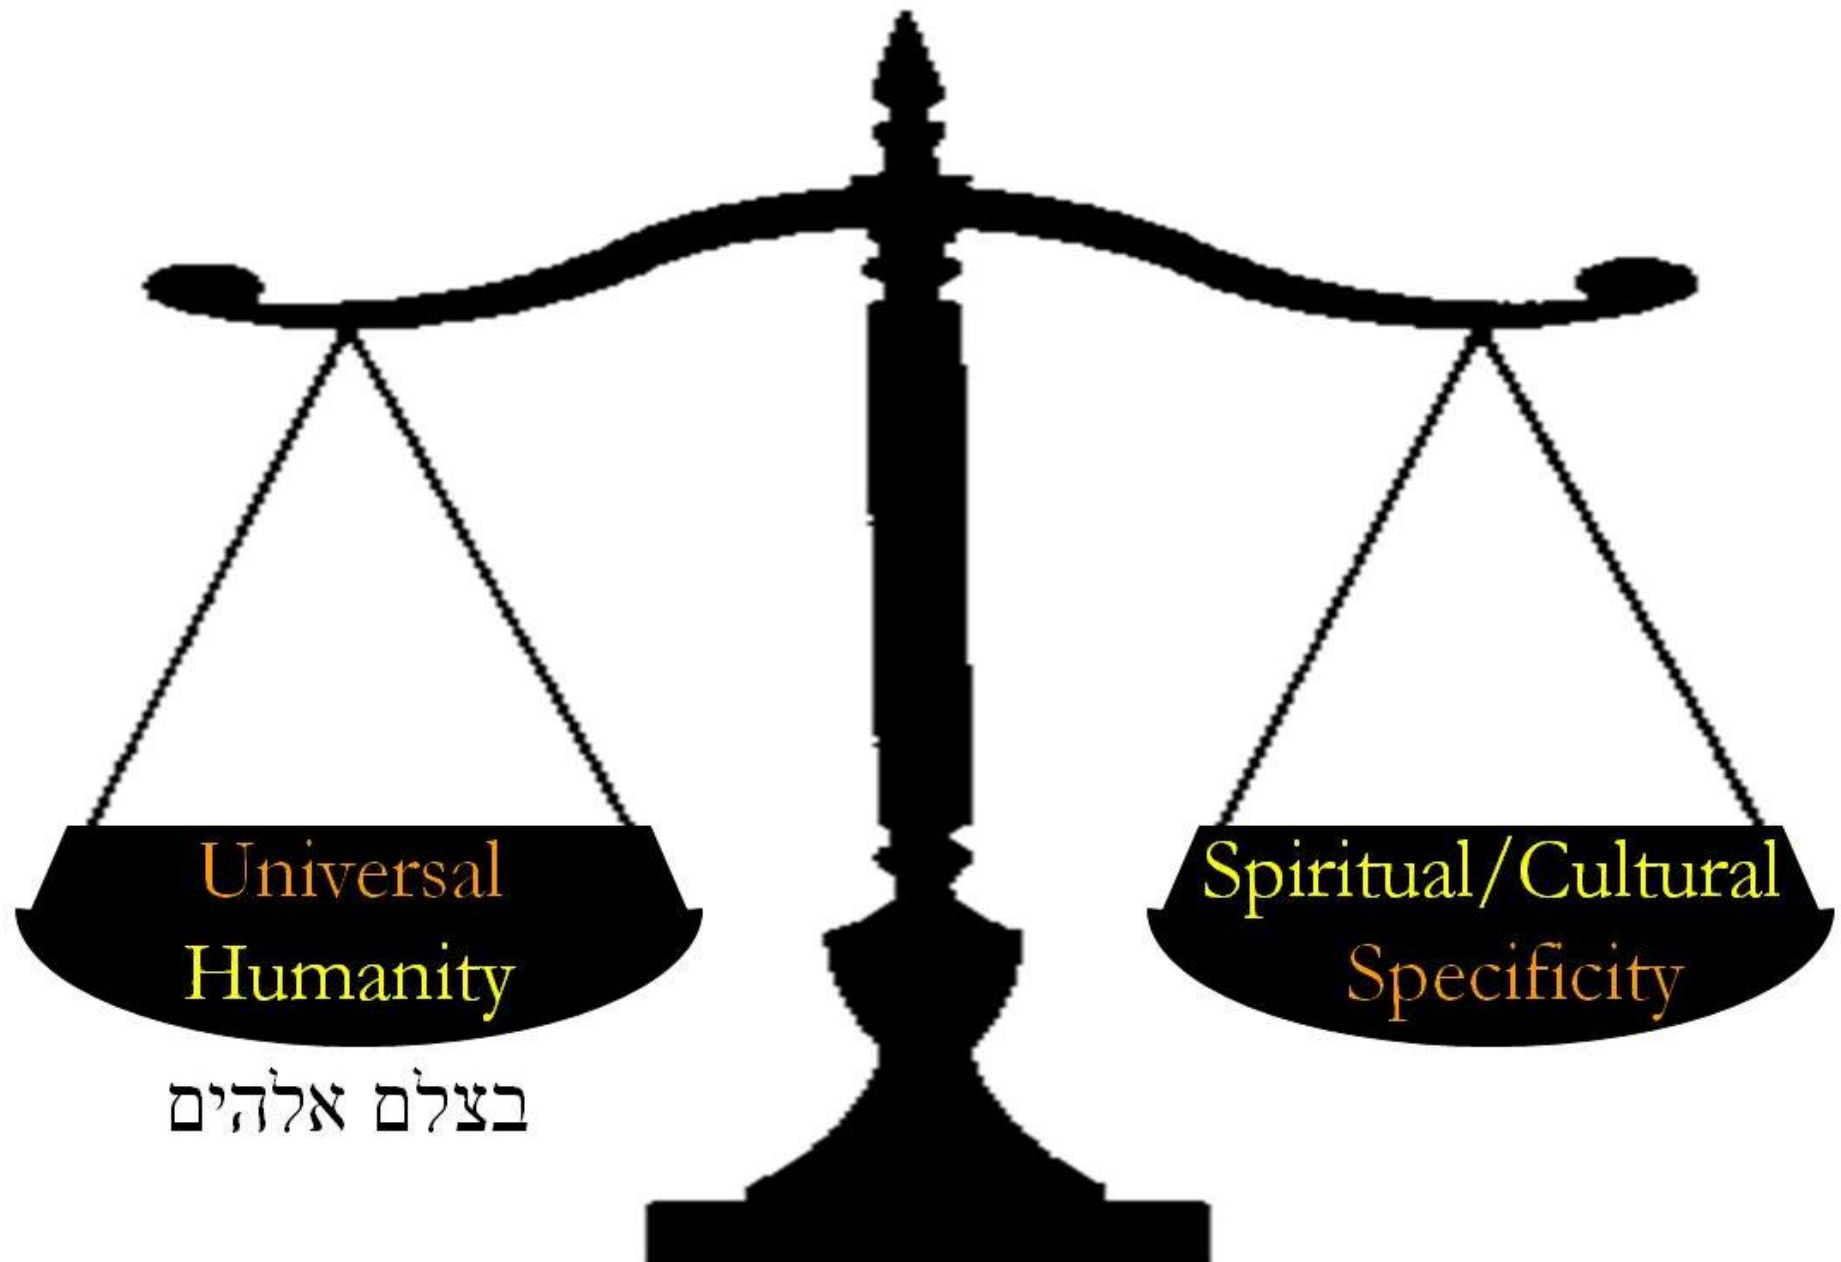 Universal
Humanity
Spiritual/Cultural
Specificity
בצלם אלהים